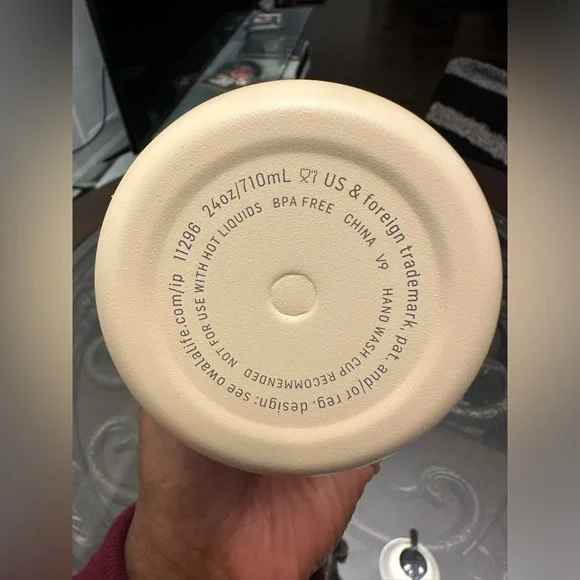 11296 24oz/710mL US & foreign trademark, pat. and/or reg. design: see owalalife.com/ip
NOT FOR USE WITH HOT LIQUIDS BPA FREE CHINA V9 HAND WASH CUP RECOMMENDED